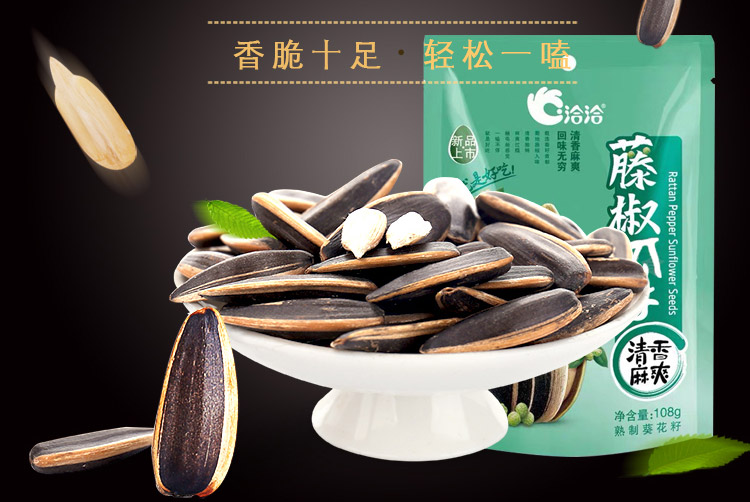 香脆十足·轻松一嗑
洽洽®
新品
上市
清香麻爽
回味无穷
藤椒瓜
Rattan Pepper Sunflower Seeds
清香
麻爽
净含量:108g
熟制葵花籽